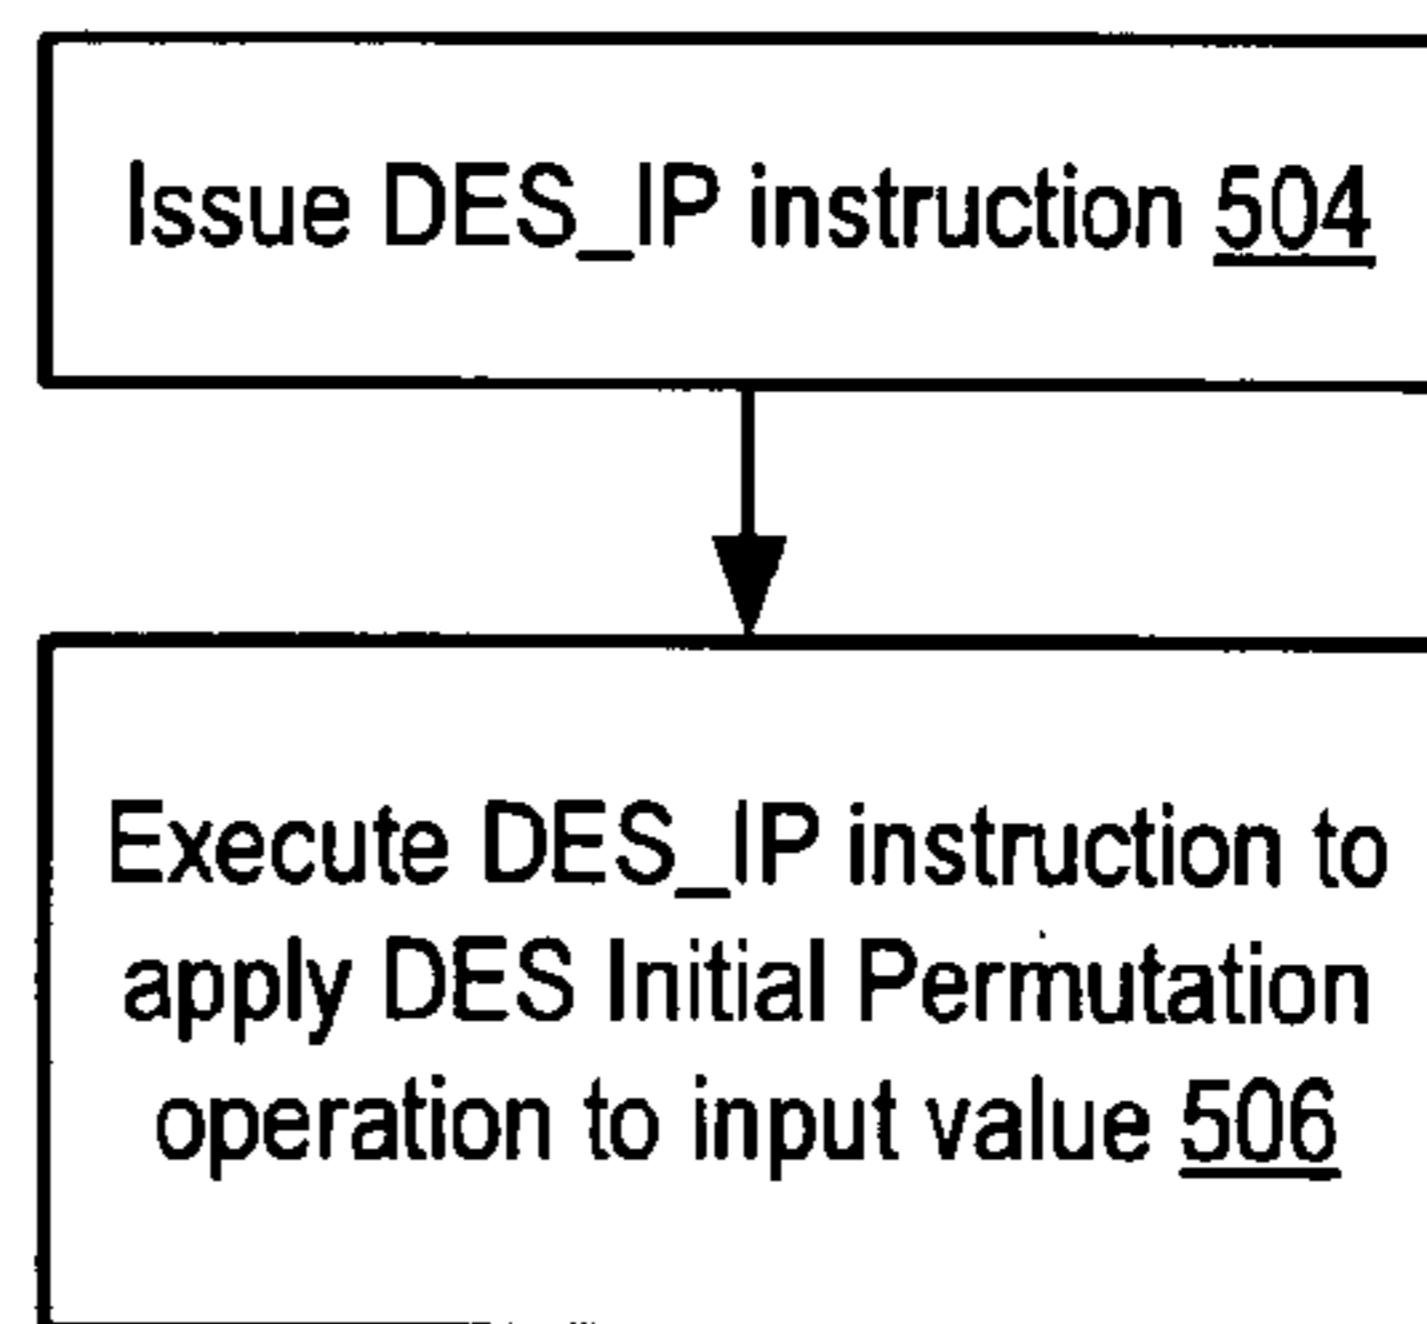 Issue DES_IP instruction 504
Execute DES_IP instruction to
apply DES Initial Permutation
operation to input value 506